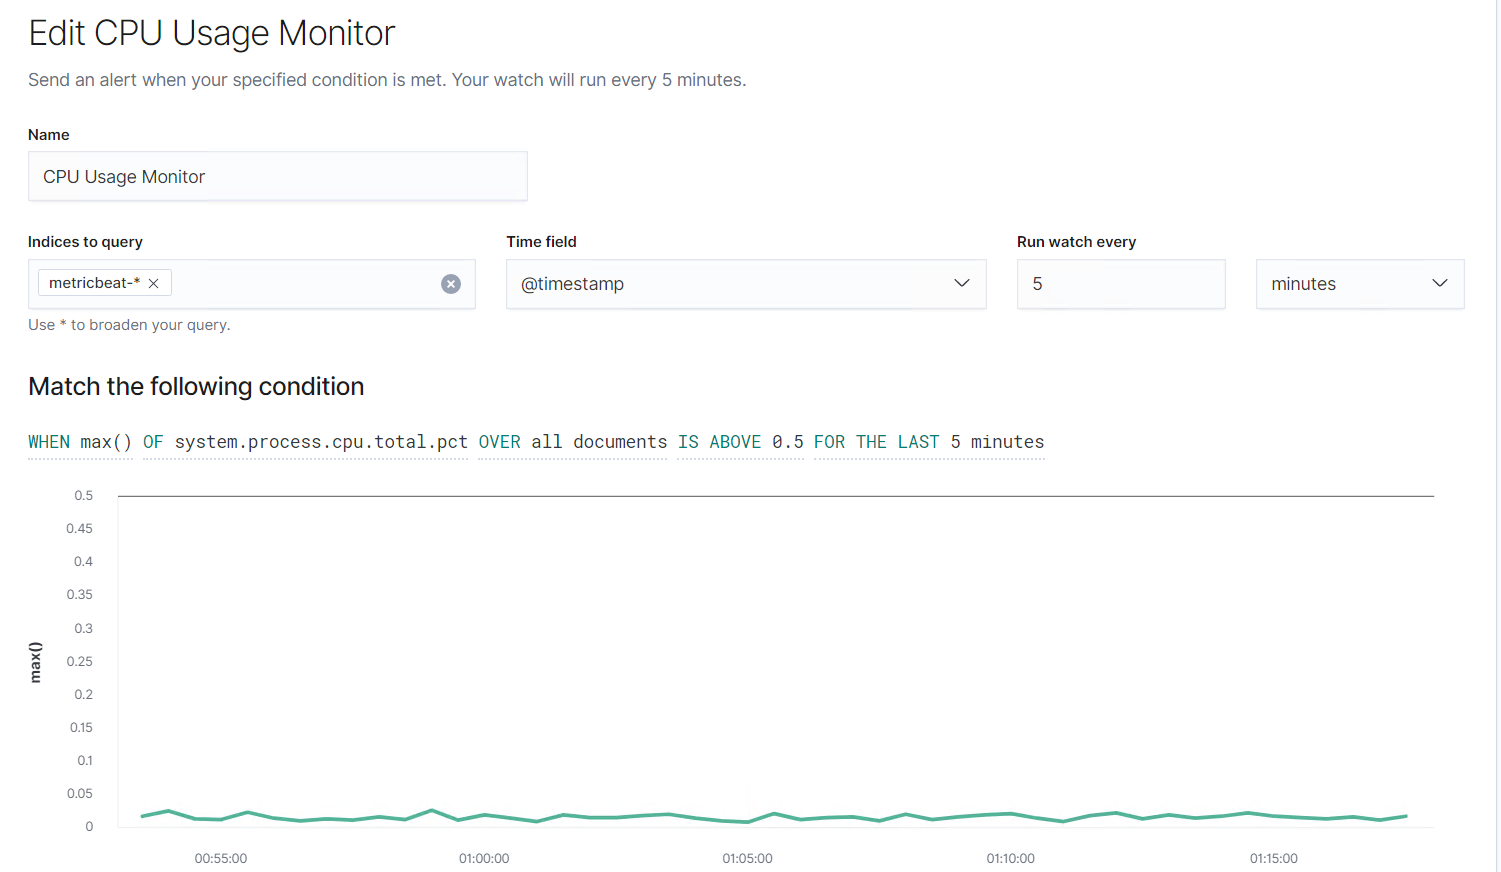 Edit CPU Usage Monitor
Send an alert when your specified condition is met. Your watch will run every 5 minutes.
Name
CPU Usage Monitor
Indices to query
Time field
Run watch every
metricbeat-*
@timestamp
5
minutes
Use * to broaden your query.
Match the following condition
WHEN max() OF system.process.cpu.total.pct OVER all documents IS ABOVE 0.5 FOR THE LAST 5 minutes
0.5
0.45
0.4
0.35
0.3
0.25
0.2
0.15
0.1
0.05
0
max()
00:55:00
01:00:00
01:05:00
01:10:00
01:15:00